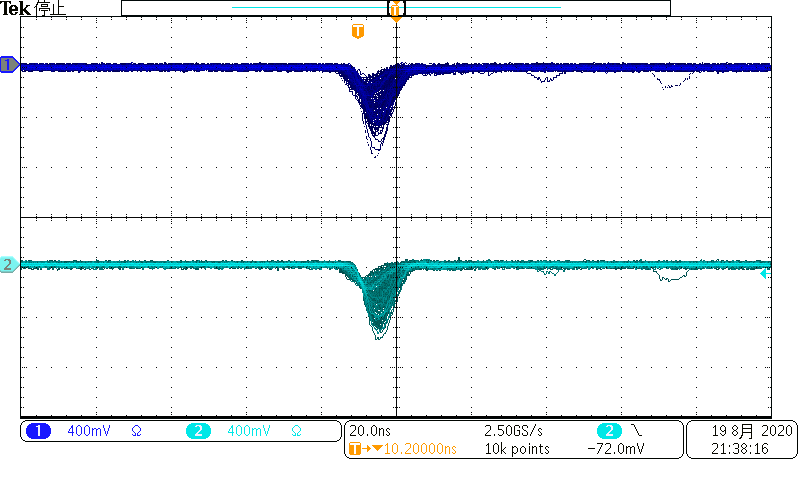 Tek 停止
T
T
1
2
1 400mV Ω 2 400mV Ω
20.0ns 2.50GS/s 2 \
T→▼10.20000ns 10k points -72.0mV
19 8月 2020
21:38:16